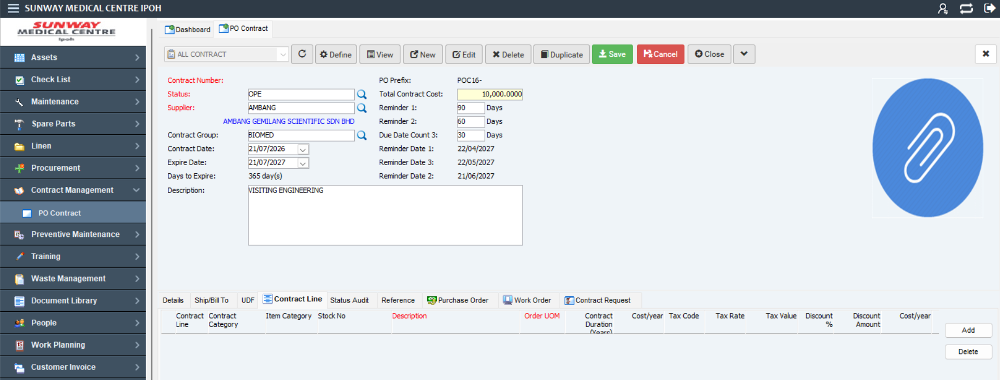 SUNWAY MEDICAL CENTRE IPOH
SUNWAY
MEDICAL CENTRE
Ipoh
Assets
Check List
Maintenance
Spare Parts
Linen
Procurement
Contract Management
PO Contract
Preventive Maintenance
Training
Waste Management
Document Library
People
Work Planning
Customer Invoice
Dashboard
PO Contract
ALL CONTRACT
Define
View
New
Edit
Delete
Duplicate
Save
Cancel
Close
Contract Number:
Status: OPE
Supplier: AMBANG
AMBANG GEMILANG SCIENTIFIC SDN BHD
Contract Group: BIOMED
Contract Date: 21/07/2026
Expire Date: 21/07/2027
Days to Expire: 365 day(s)
Description: VISITING ENGINEERING
PO Prefix: POC16-
Total Contract Cost: 10,000.0000
Reminder 1: 90 Days
Reminder 2: 60 Days
Due Date Count 3: 30 Days
Reminder Date 1: 22/04/2027
Reminder Date 3: 22/05/2027
Reminder Date 2: 21/06/2027
Details
Ship/Bill To
UDF
Contract Line
Status Audit
Reference
Purchase Order
Work Order
Contract Request
Contract Line
Contract Category
Item Category
Stock No
Description
Order UOM
Contract Duration (Years)
Cost/year
Tax Code
Tax Rate
Tax Value
Discount %
Discount Amount
Cost/year
Add
Delete